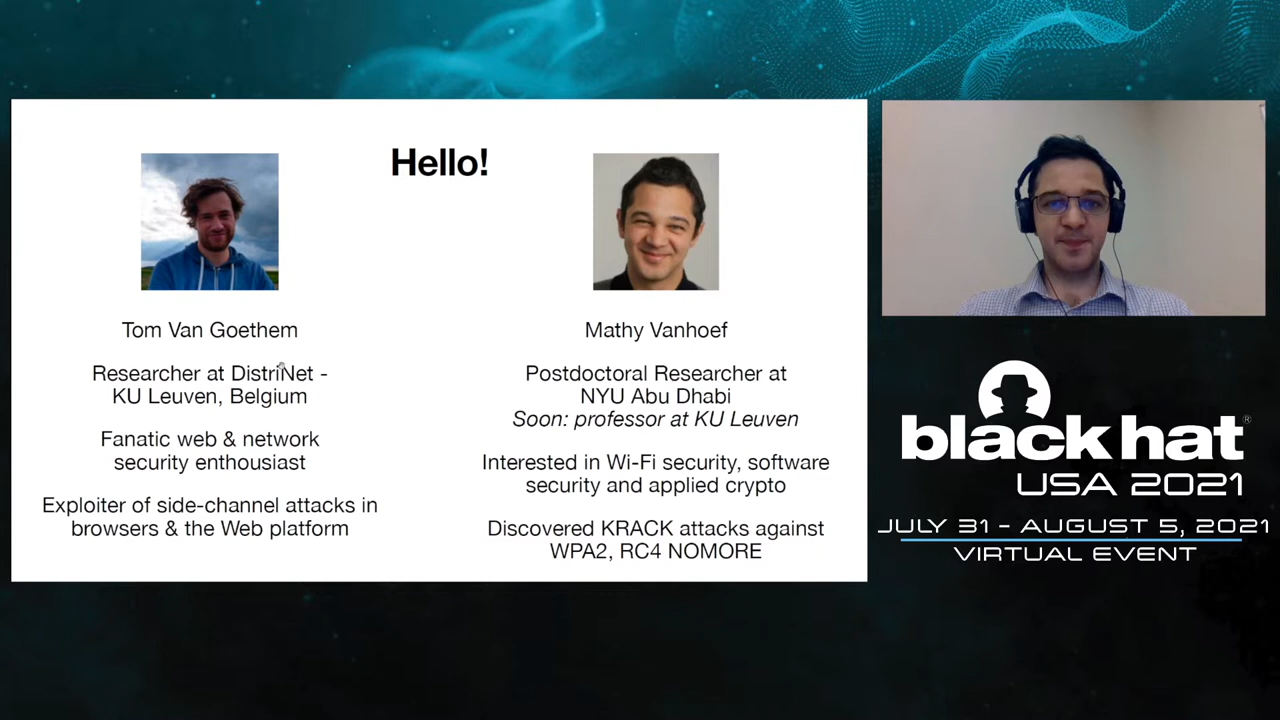 Hello!
Tom Van Goethem
Researcher at DistriNet -
KU Leuven, Belgium
Fanatic web & network
security enthousiast
Exploiter of side-channel attacks in
browsers & the Web platform
Mathy Vanhoef
Postdoctoral Researcher at
NYU Abu Dhabi
Soon: professor at KU Leuven
Interested in Wi-Fi security, software
security and applied crypto
Discovered KRACK attacks against
WPA2, RC4 NOMORE
black hat®
USA 2021
JULY 31 - AUGUST 5, 2021
VIRTUAL EVENT